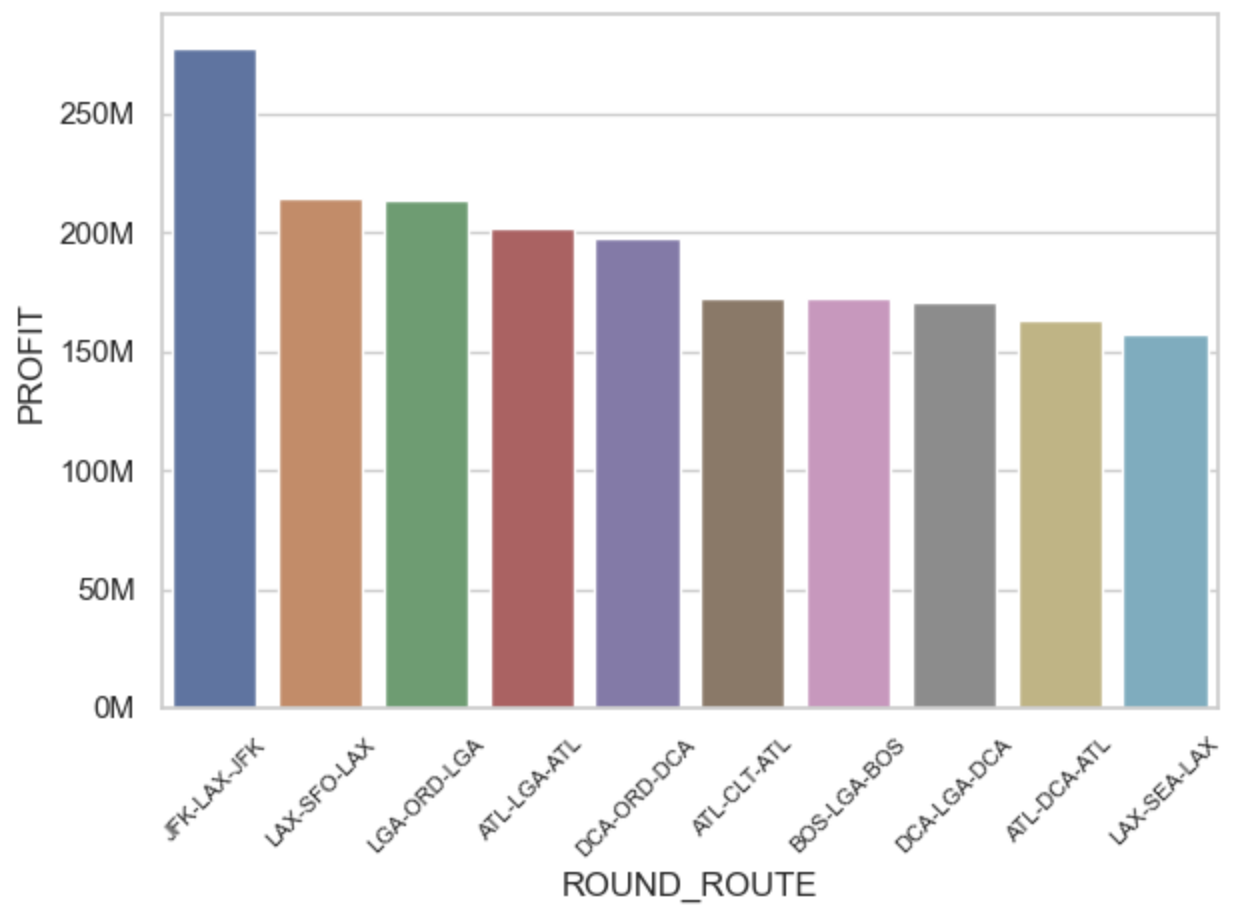 250M
200M
150M
100M
50M
0M
PROFIT
JFK-LAX-JFK
LAX-SFO-LAX
LGA-ORD-LGA
ATL-LGA-ATL
DCA-ORD-DCA
ATL-CLT-ATL
BOS-LGA-BOS
DCA-LGA-DCA
ATL-DCA-ATL
LAX-SEA-LAX
ROUND_ROUTE